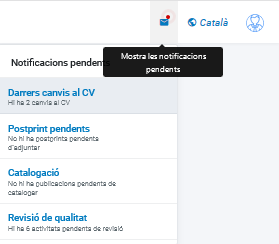 Català
Mostra les notificacions
pendents
Notificacions pendents
Darrers canvis al CV
Hi ha 2 canvis al CV
Postprint pendents
No hi ha postprints pendents
d'adjuntar
Catalogació
No hi ha publicacions pendents de
catalogar
Revisió de qualitat
Hi ha 6 activitats pendents de revisió